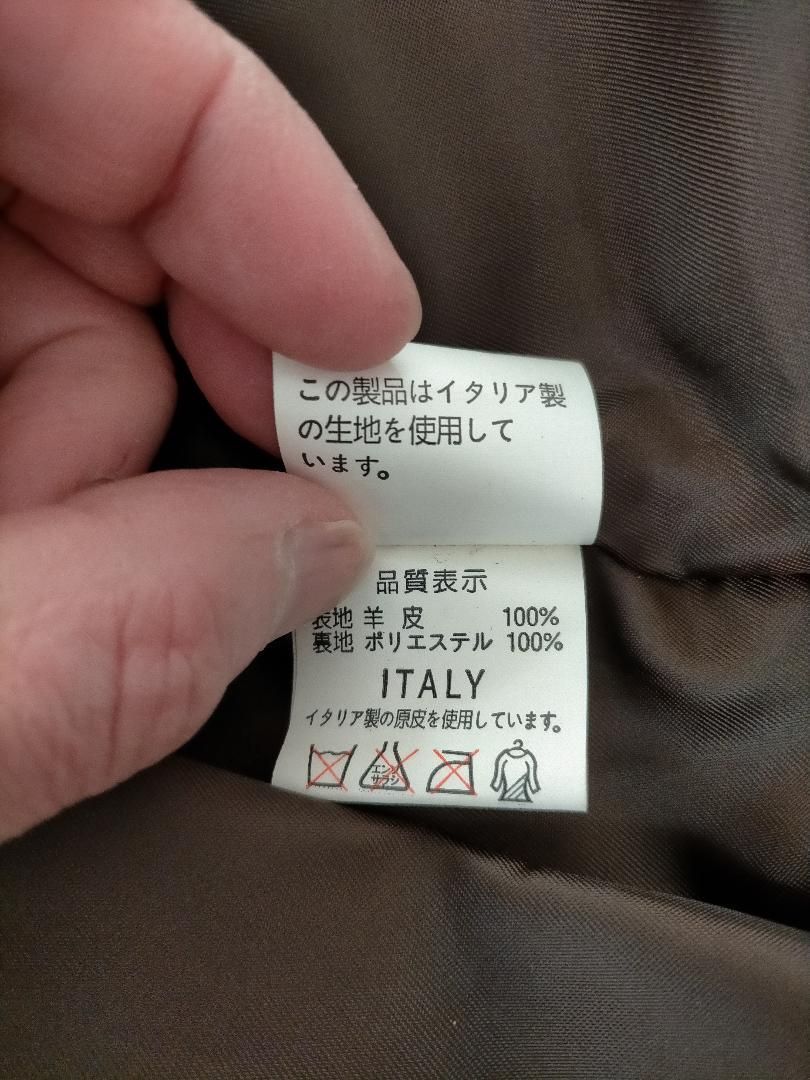 この製品はイタリア製
の生地を使用して
います。
品質表示
表地 羊 皮 100%
裏地 ポリエステル 100%
ITALY
イタリア製の原皮を使用しています。
エンソ
サラシ